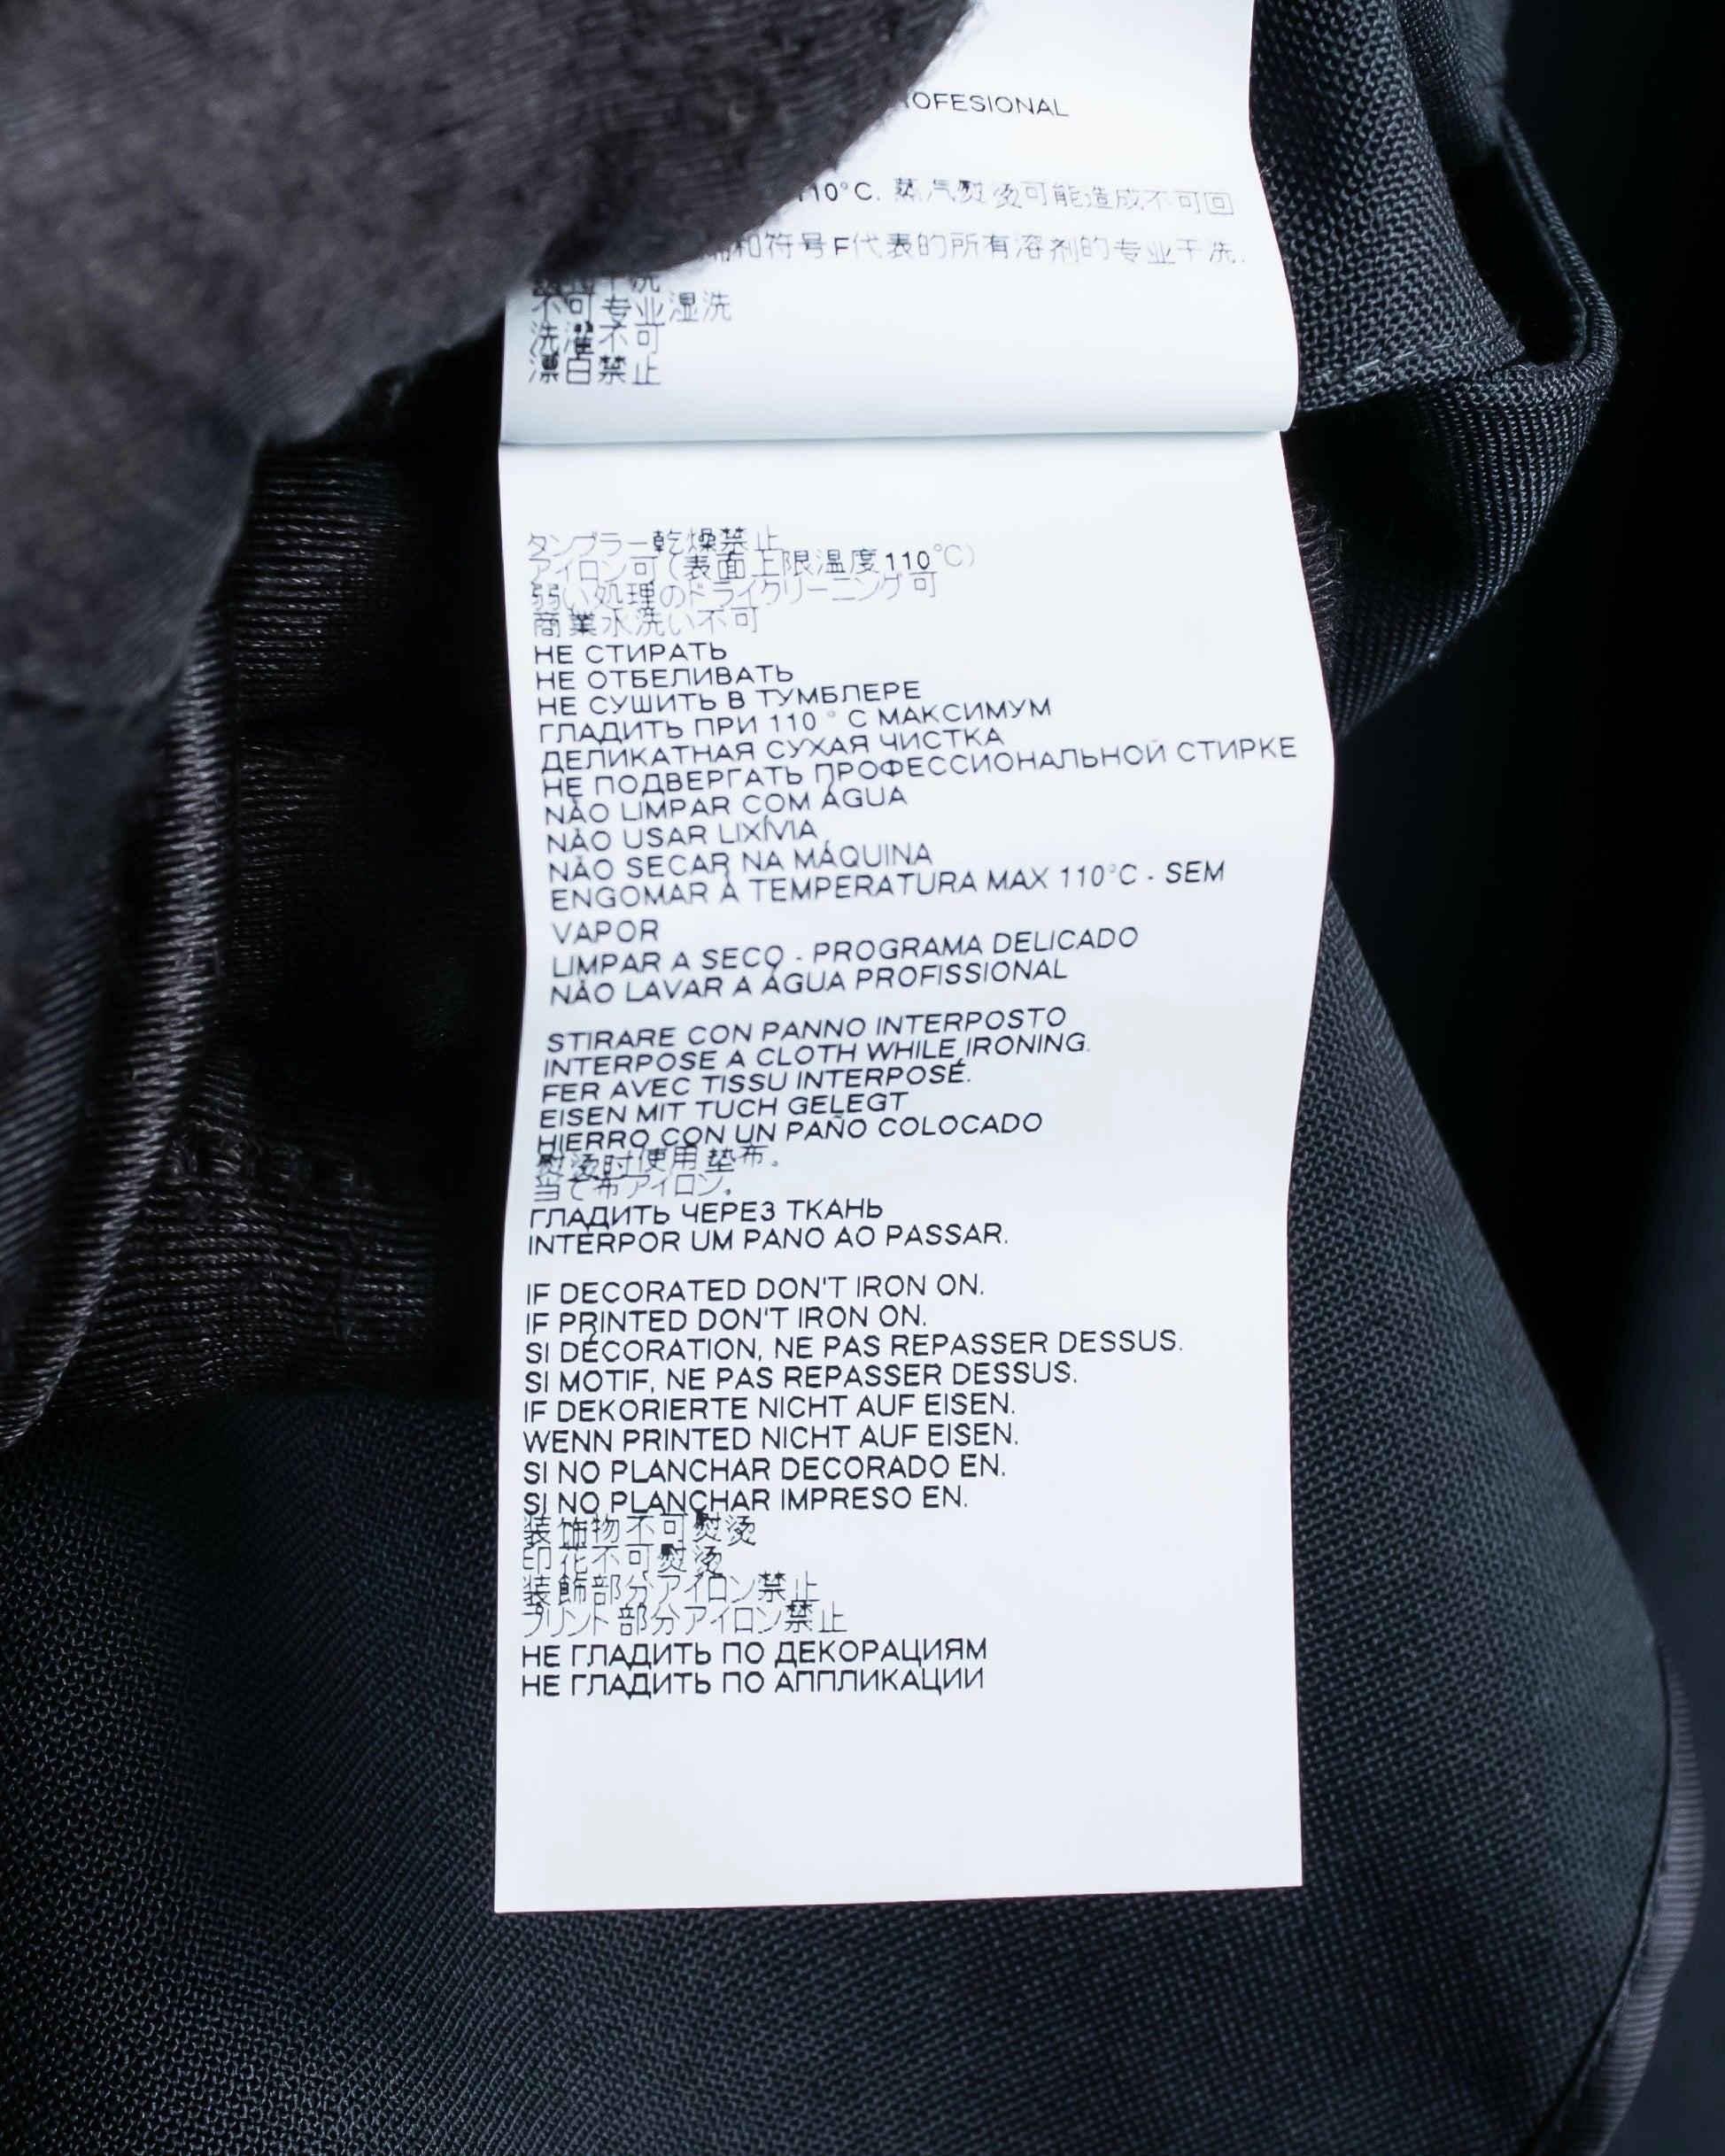 OFESIONAL
110°C. 蒸汽熨烫可能造成不可回
和符号F代表的所有溶剂的专业干洗.
干洗
不可专业湿洗
洗濯不可
漂白禁止
タンブラー乾燥禁止
アイロン可(表面上限温度110°C)
弱い処理のドライクリーニング可
商業水洗い不可
НЕ СТИРАТЬ
НЕ ОТБЕЛИВАТЬ
НЕ СУШИТЬ В ТУМБЛЕРЕ
ГЛАДИТЬ ПРИ 110 ° С МАКСИМУМ
ДЕЛИКАТНАЯ СУХАЯ ЧИСТКА
НЕ ПОДВЕРГАТЬ ПРОФЕССИОНАЛЬНОЙ СТИРКЕ
NÃO LIMPAR COM ÁGUA
NÃO USAR LIXÍVIA
NÃO SECAR NA MÁQUINA
ENGOMAR À TEMPERATURA MAX 110°C - SEM
VAPOR
LIMPAR A SECO - PROGRAMA DELICADO
NÃO LAVAR A ÁGUA PROFISSIONAL
STIRARE CON PANNO INTERPOSTO
INTERPOSE A CLOTH WHILE IRONING.
FER AVEC TISSU INTERPOSÉ.
EISEN MIT TUCH GELEGT
HIERRO CON UN PAÑO COLOCADO
熨烫时使用垫布。
当て布アイロン。
ГЛАДИТЬ ЧЕРЕЗ ТКАНЬ
INTERPOR UM PANO AO PASSAR.
IF DECORATED DON'T IRON ON.
IF PRINTED DON'T IRON ON.
SI DÉCORATION, NE PAS REPASSER DESSUS.
SI MOTIF, NE PAS REPASSER DESSUS.
IF DEKORIERTE NICHT AUF EISEN.
WENN PRINTED NICHT AUF EISEN.
SI NO PLANCHAR DECORADO EN.
SI NO PLANCHAR IMPRESO EN.
装饰物不可熨烫
印花不可熨烫
装飾部分アイロン禁止
プリント部分アイロン禁止
НЕ ГЛАДИТЬ ПО ДЕКОРАЦИЯМ
НЕ ГЛАДИТЬ ПО АППЛИКАЦИИ